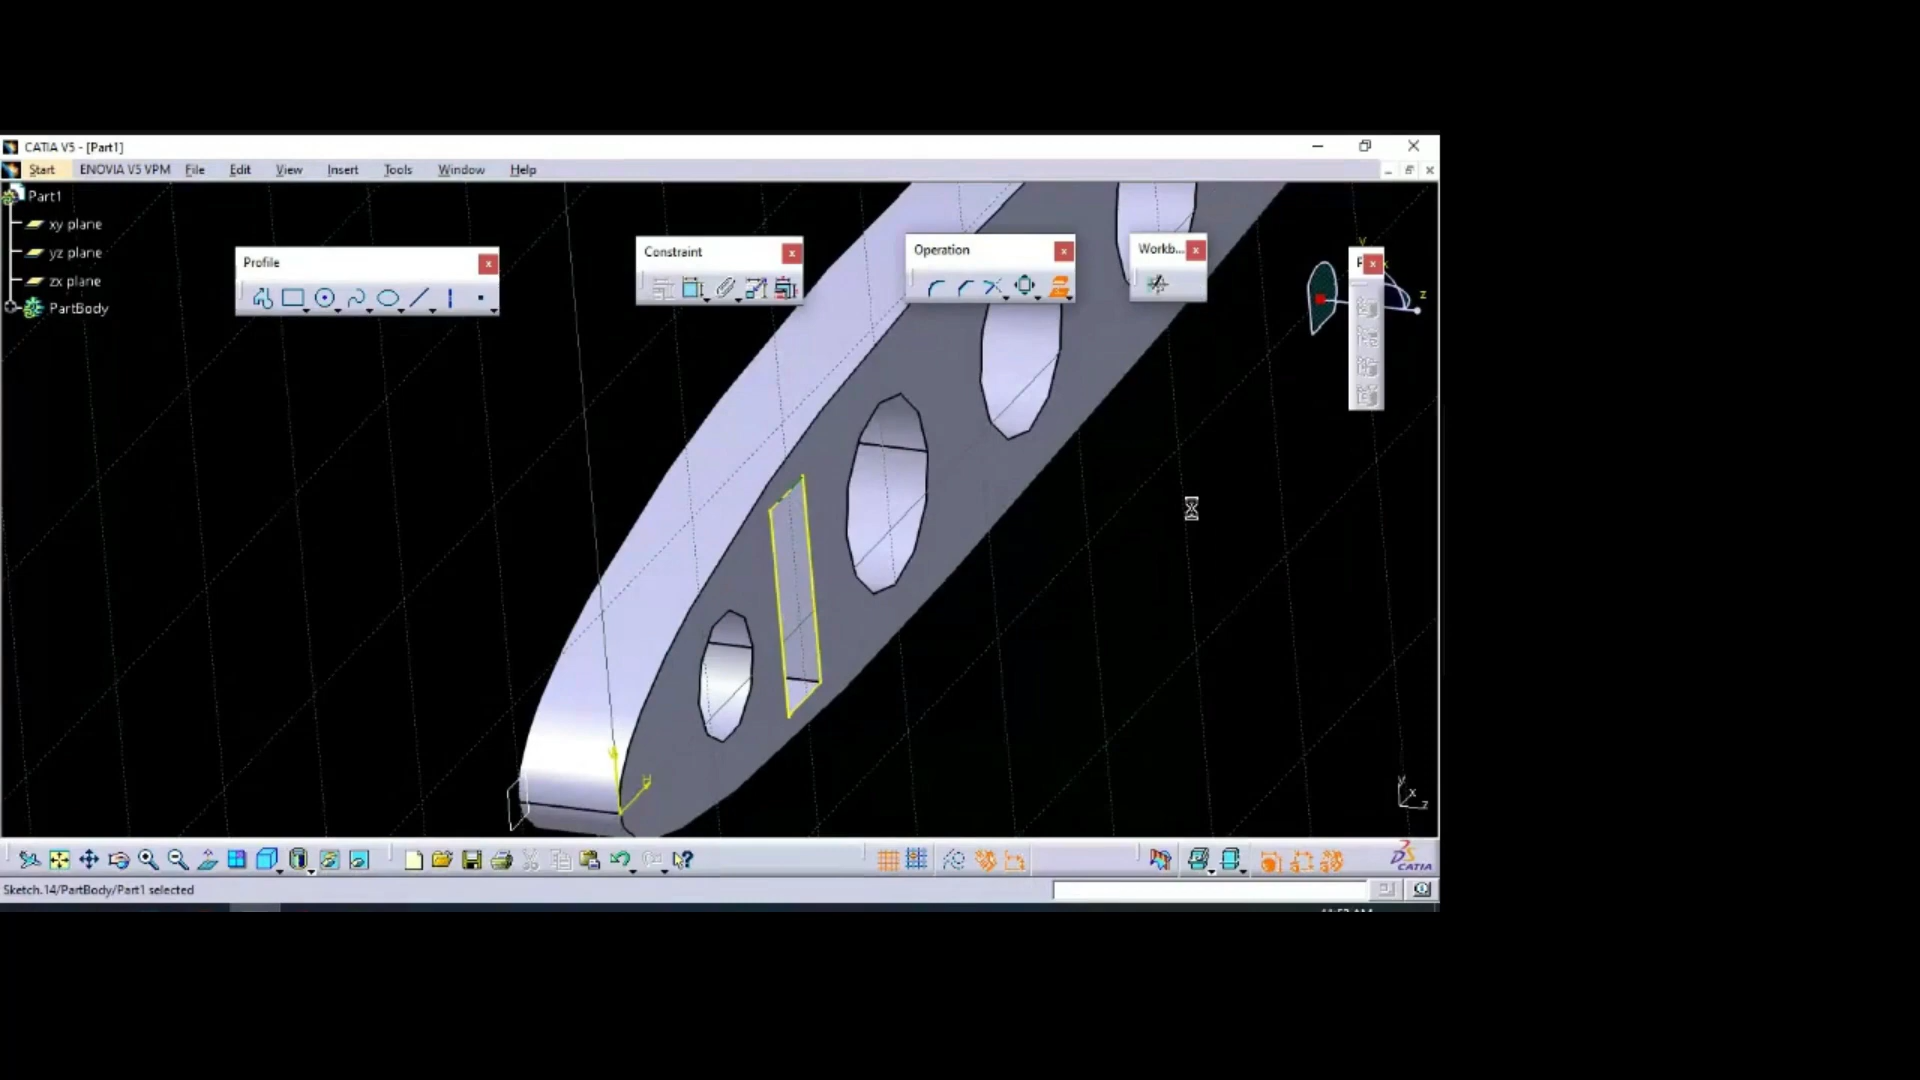 CATIA V5 - [Part1]
Start ENOVIA V5 VPM File Edit View Insert Tools Window Help
Part1
xy plane
yz plane
zx plane
PartBody
Profile
Constraint
Operation
Workb...
y
z
H
y
x
z
CATIA
Sketch.14/PartBody/Part1 selected